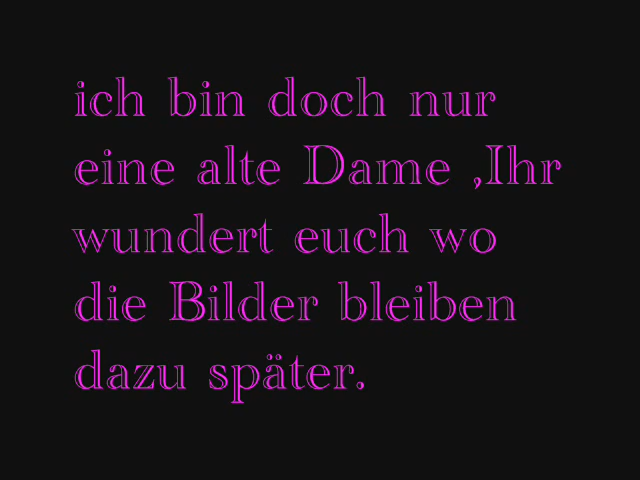 ich bin doch nur
eine alte Dame ,Ihr
wundert euch wo
die Bilder bleiben
dazu später.